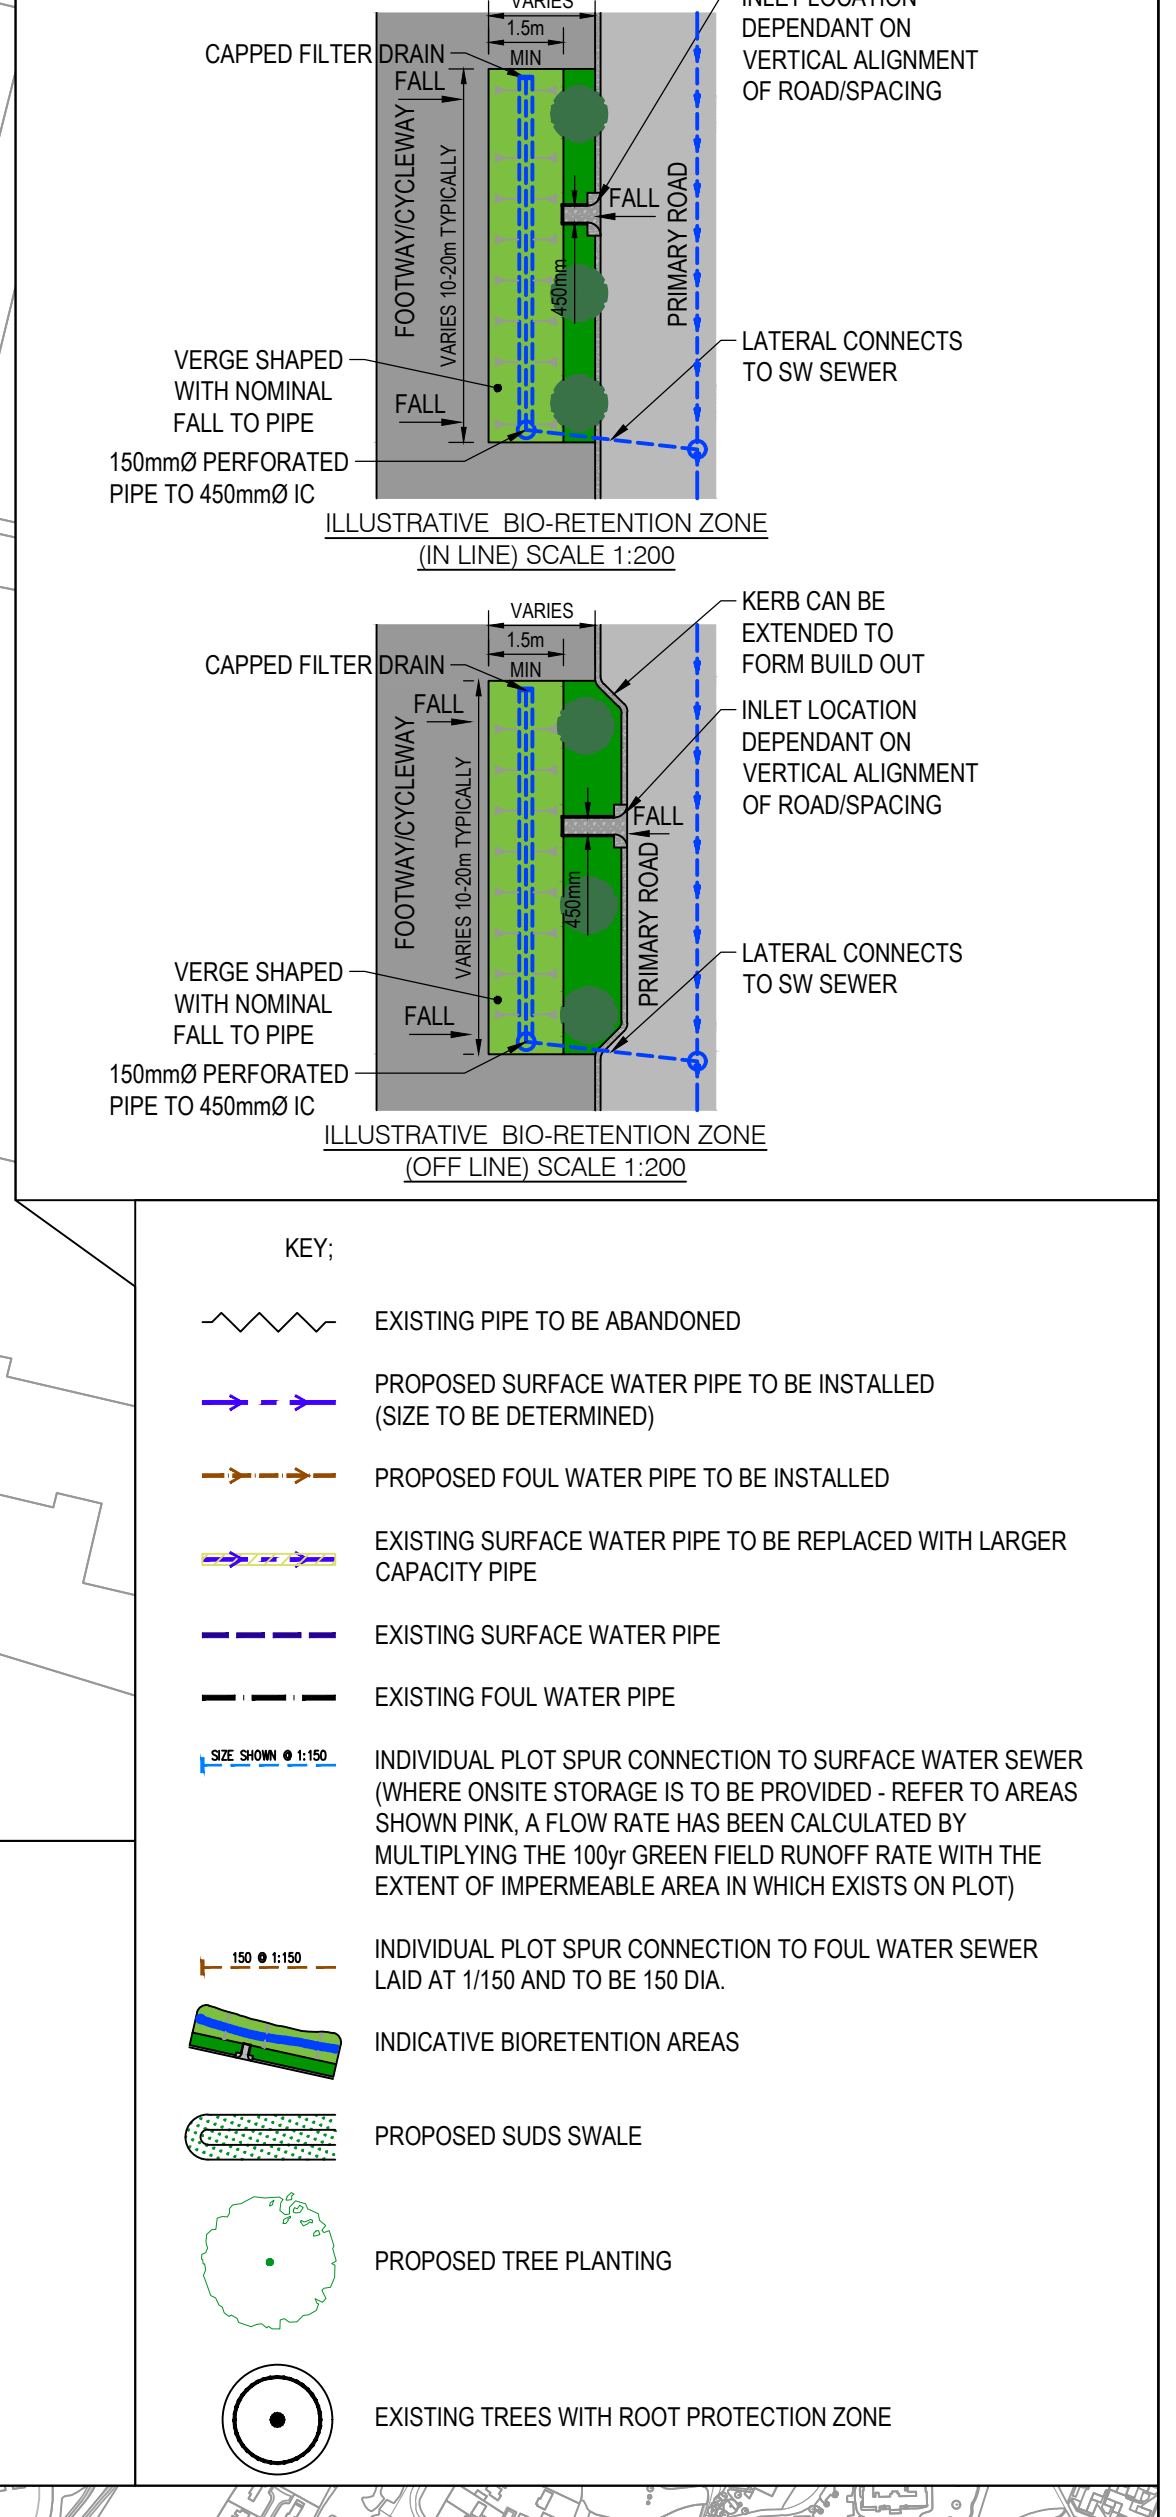 VARIES
1.5m
MIN
INLET LOCATION
DEPENDANT ON
VERTICAL ALIGNMENT
OF ROAD/SPACING
CAPPED FILTER DRAIN
FALL
FOOTWAY/CYCLEWAY
VARIES 10-20m TYPICALLY
FALL
450mm
PRIMARY ROAD
LATERAL CONNECTS
TO SW SEWER
VERGE SHAPED
WITH NOMINAL
FALL TO PIPE
FALL
150mmØ PERFORATED
PIPE TO 450mmØ IC
ILLUSTRATIVE BIO-RETENTION ZONE
(IN LINE) SCALE 1:200
VARIES
1.5m
MIN
KERB CAN BE
EXTENDED TO
FORM BUILD OUT
CAPPED FILTER DRAIN
FALL
INLET LOCATION
DEPENDANT ON
VERTICAL ALIGNMENT
OF ROAD/SPACING
FOOTWAY/CYCLEWAY
VARIES 10-20m TYPICALLY
FALL
450mm
PRIMARY ROAD
LATERAL CONNECTS
TO SW SEWER
VERGE SHAPED
WITH NOMINAL
FALL TO PIPE
FALL
150mmØ PERFORATED
PIPE TO 450mmØ IC
ILLUSTRATIVE BIO-RETENTION ZONE
(OFF LINE) SCALE 1:200
KEY;
EXISTING PIPE TO BE ABANDONED
PROPOSED SURFACE WATER PIPE TO BE INSTALLED
(SIZE TO BE DETERMINED)
PROPOSED FOUL WATER PIPE TO BE INSTALLED
EXISTING SURFACE WATER PIPE TO BE REPLACED WITH LARGER
CAPACITY PIPE
EXISTING SURFACE WATER PIPE
EXISTING FOUL WATER PIPE
SIZE SHOWN @ 1:150
INDIVIDUAL PLOT SPUR CONNECTION TO SURFACE WATER SEWER
(WHERE ONSITE STORAGE IS TO BE PROVIDED - REFER TO AREAS
SHOWN PINK, A FLOW RATE HAS BEEN CALCULATED BY
MULTIPLYING THE 100yr GREEN FIELD RUNOFF RATE WITH THE
EXTENT OF IMPERMEABLE AREA IN WHICH EXISTS ON PLOT)
150 @ 1:150
INDIVIDUAL PLOT SPUR CONNECTION TO FOUL WATER SEWER
LAID AT 1/150 AND TO BE 150 DIA.
INDICATIVE BIORETENTION AREAS
PROPOSED SUDS SWALE
PROPOSED TREE PLANTING
EXISTING TREES WITH ROOT PROTECTION ZONE